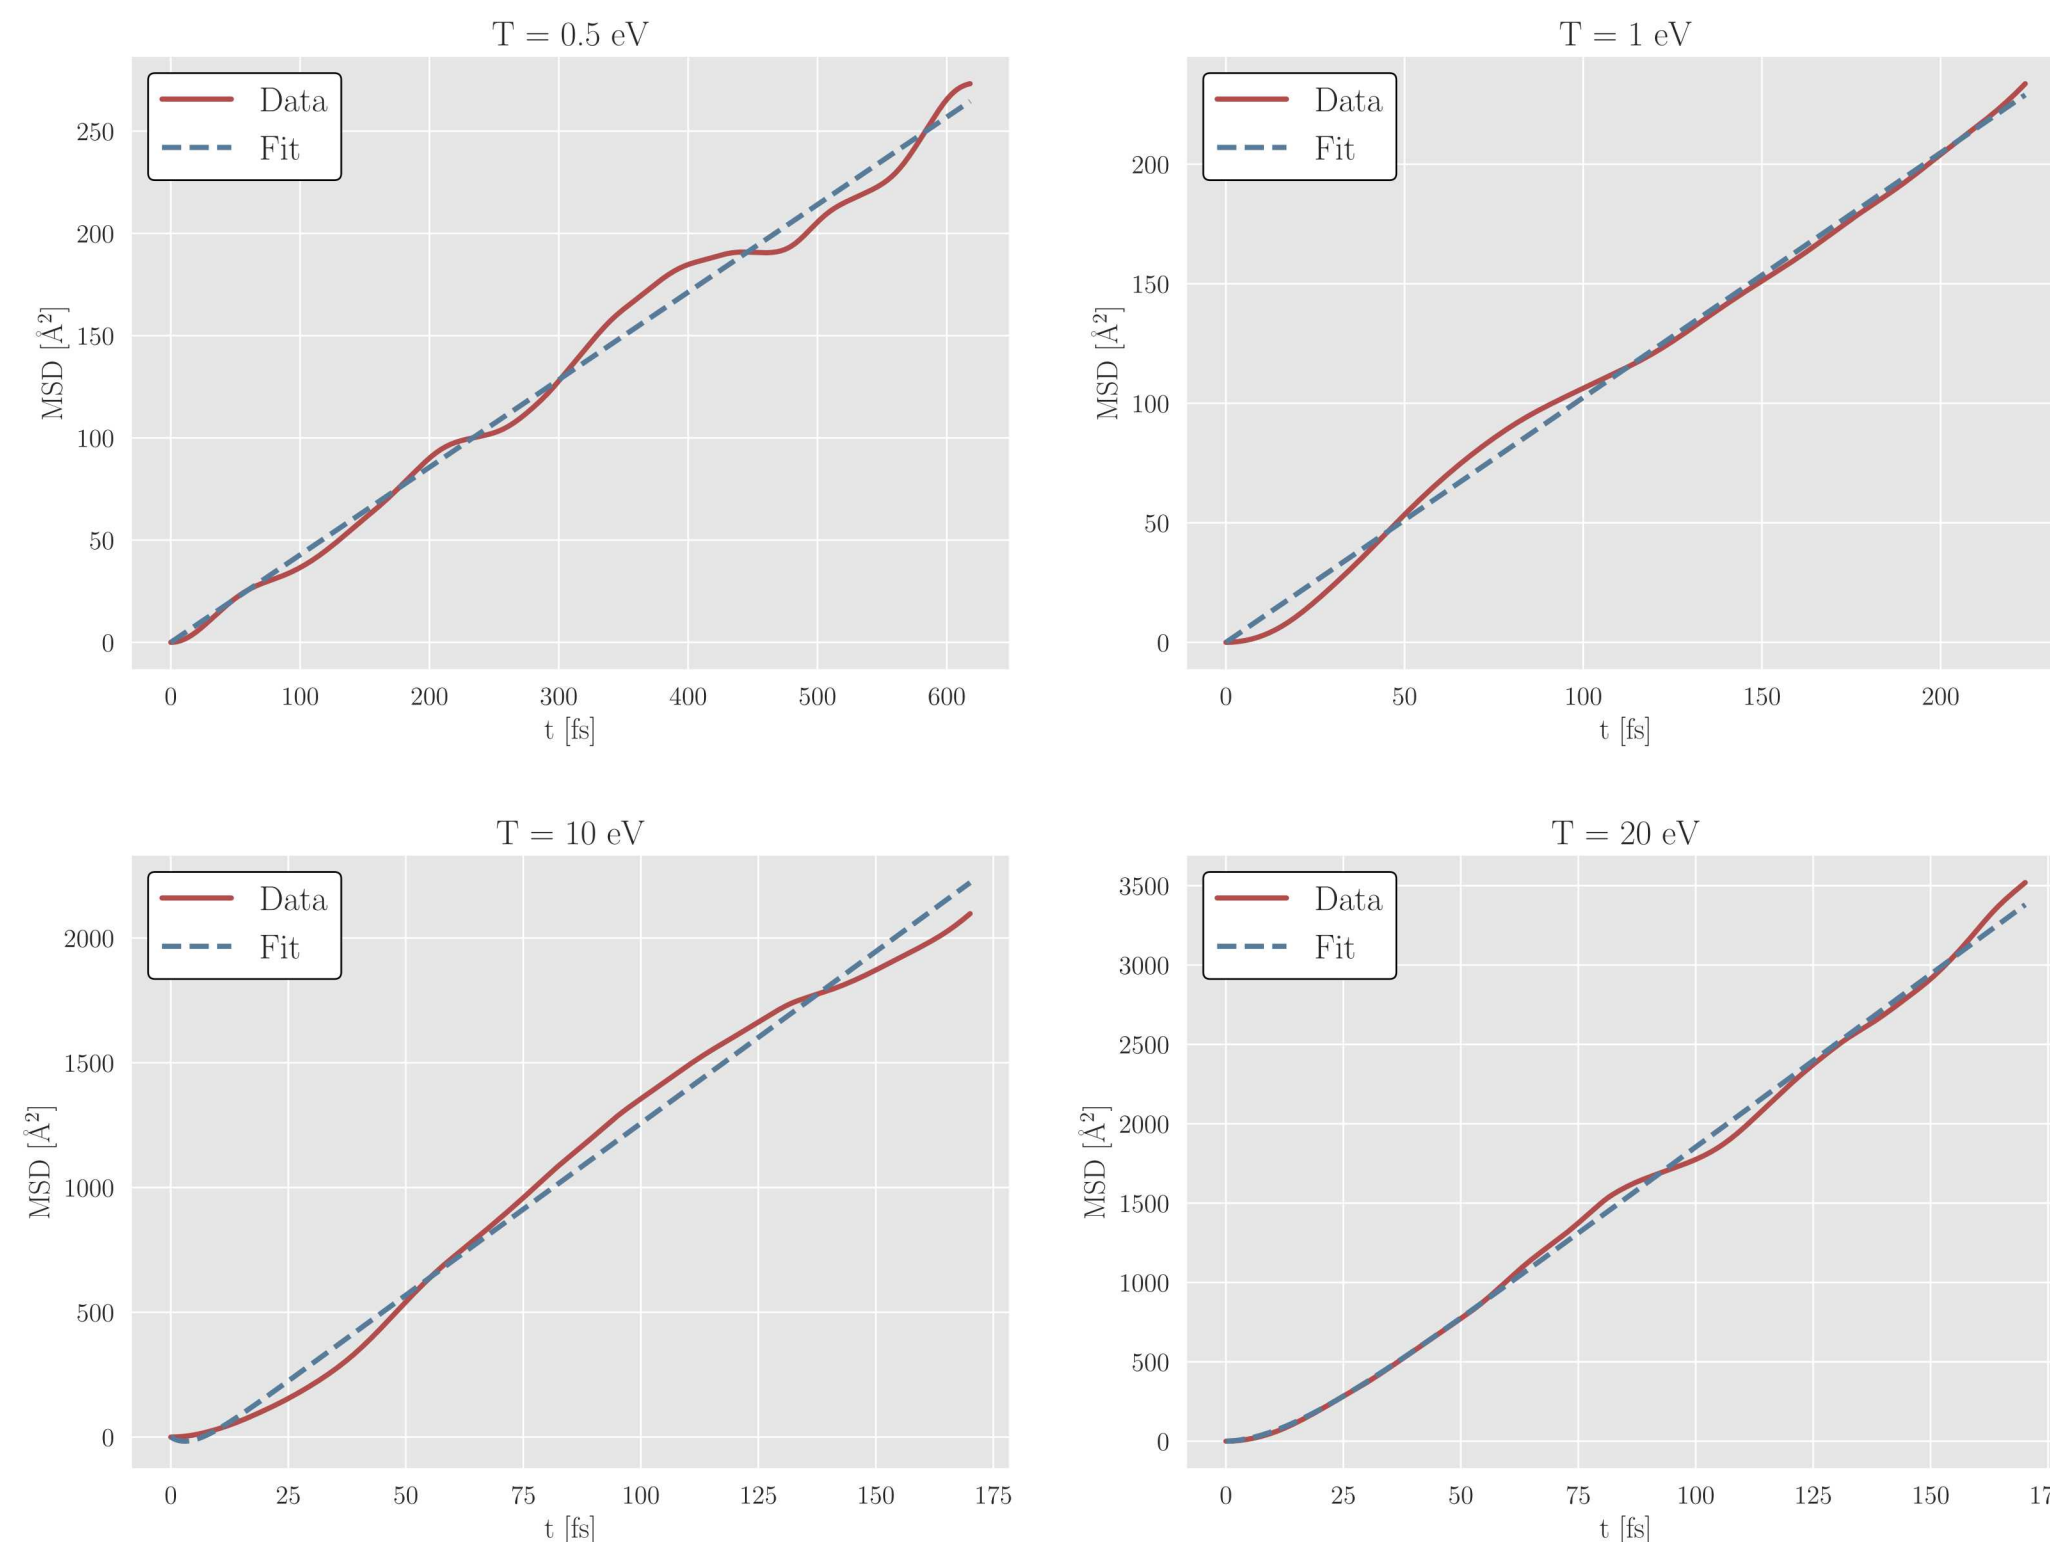 T = 0.5 eV
Data
Fit
250
200
150
100
50
0
MSD [Å²]
0 100 200 300 400 500 600
t [fs]
T = 1 eV
Data
Fit
200
150
100
50
0
MSD [Å²]
0 50 100 150 200
t [fs]
T = 10 eV
Data
Fit
2000
1500
1000
500
0
MSD [Å²]
0 25 50 75 100 125 150 175
t [fs]
T = 20 eV
Data
Fit
3500
3000
2500
2000
1500
1000
500
0
MSD [Å²]
0 25 50 75 100 125 150 17
t [fs]